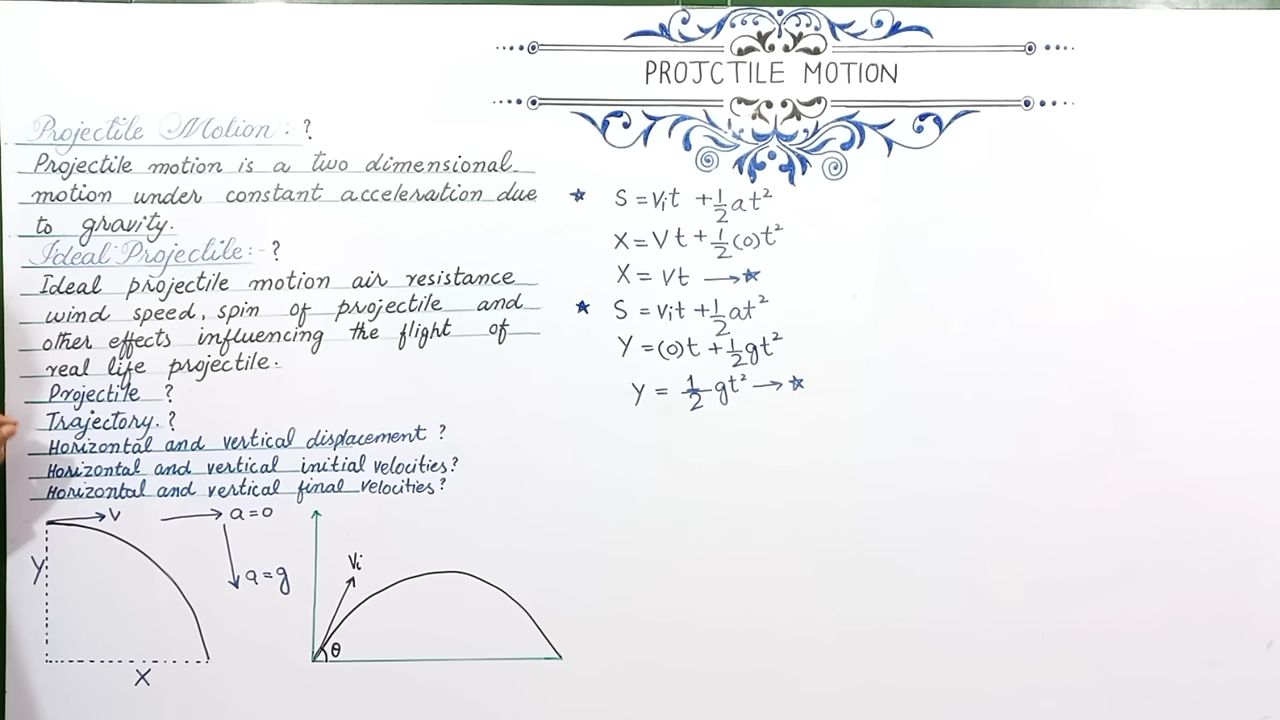 PROJCTILE MOTION
Projectile Motion : ?
Projectile motion is a two dimensional
motion under constant acceleration due
to gravity.
Ideal Projectile : - ?
Ideal projectile motion air resistance
wind speed, spin of projectile and
other effects influencing the flight of
real life projectile.
Projectile ?
Trajectory. ?
Horizontal and vertical displacement ?
Horizontal and vertical initial velocities?
Horizontal and vertical final velocities?
V
a=0
Y
a=g
X
Vi
θ
★ S = Vit + 1/2 at²
X = Vt + 1/2 (0)t²
X = Vt →★
★ S = Vit + 1/2 at²
Y = (0)t + 1/2 gt²
Y = 1/2 gt² →★